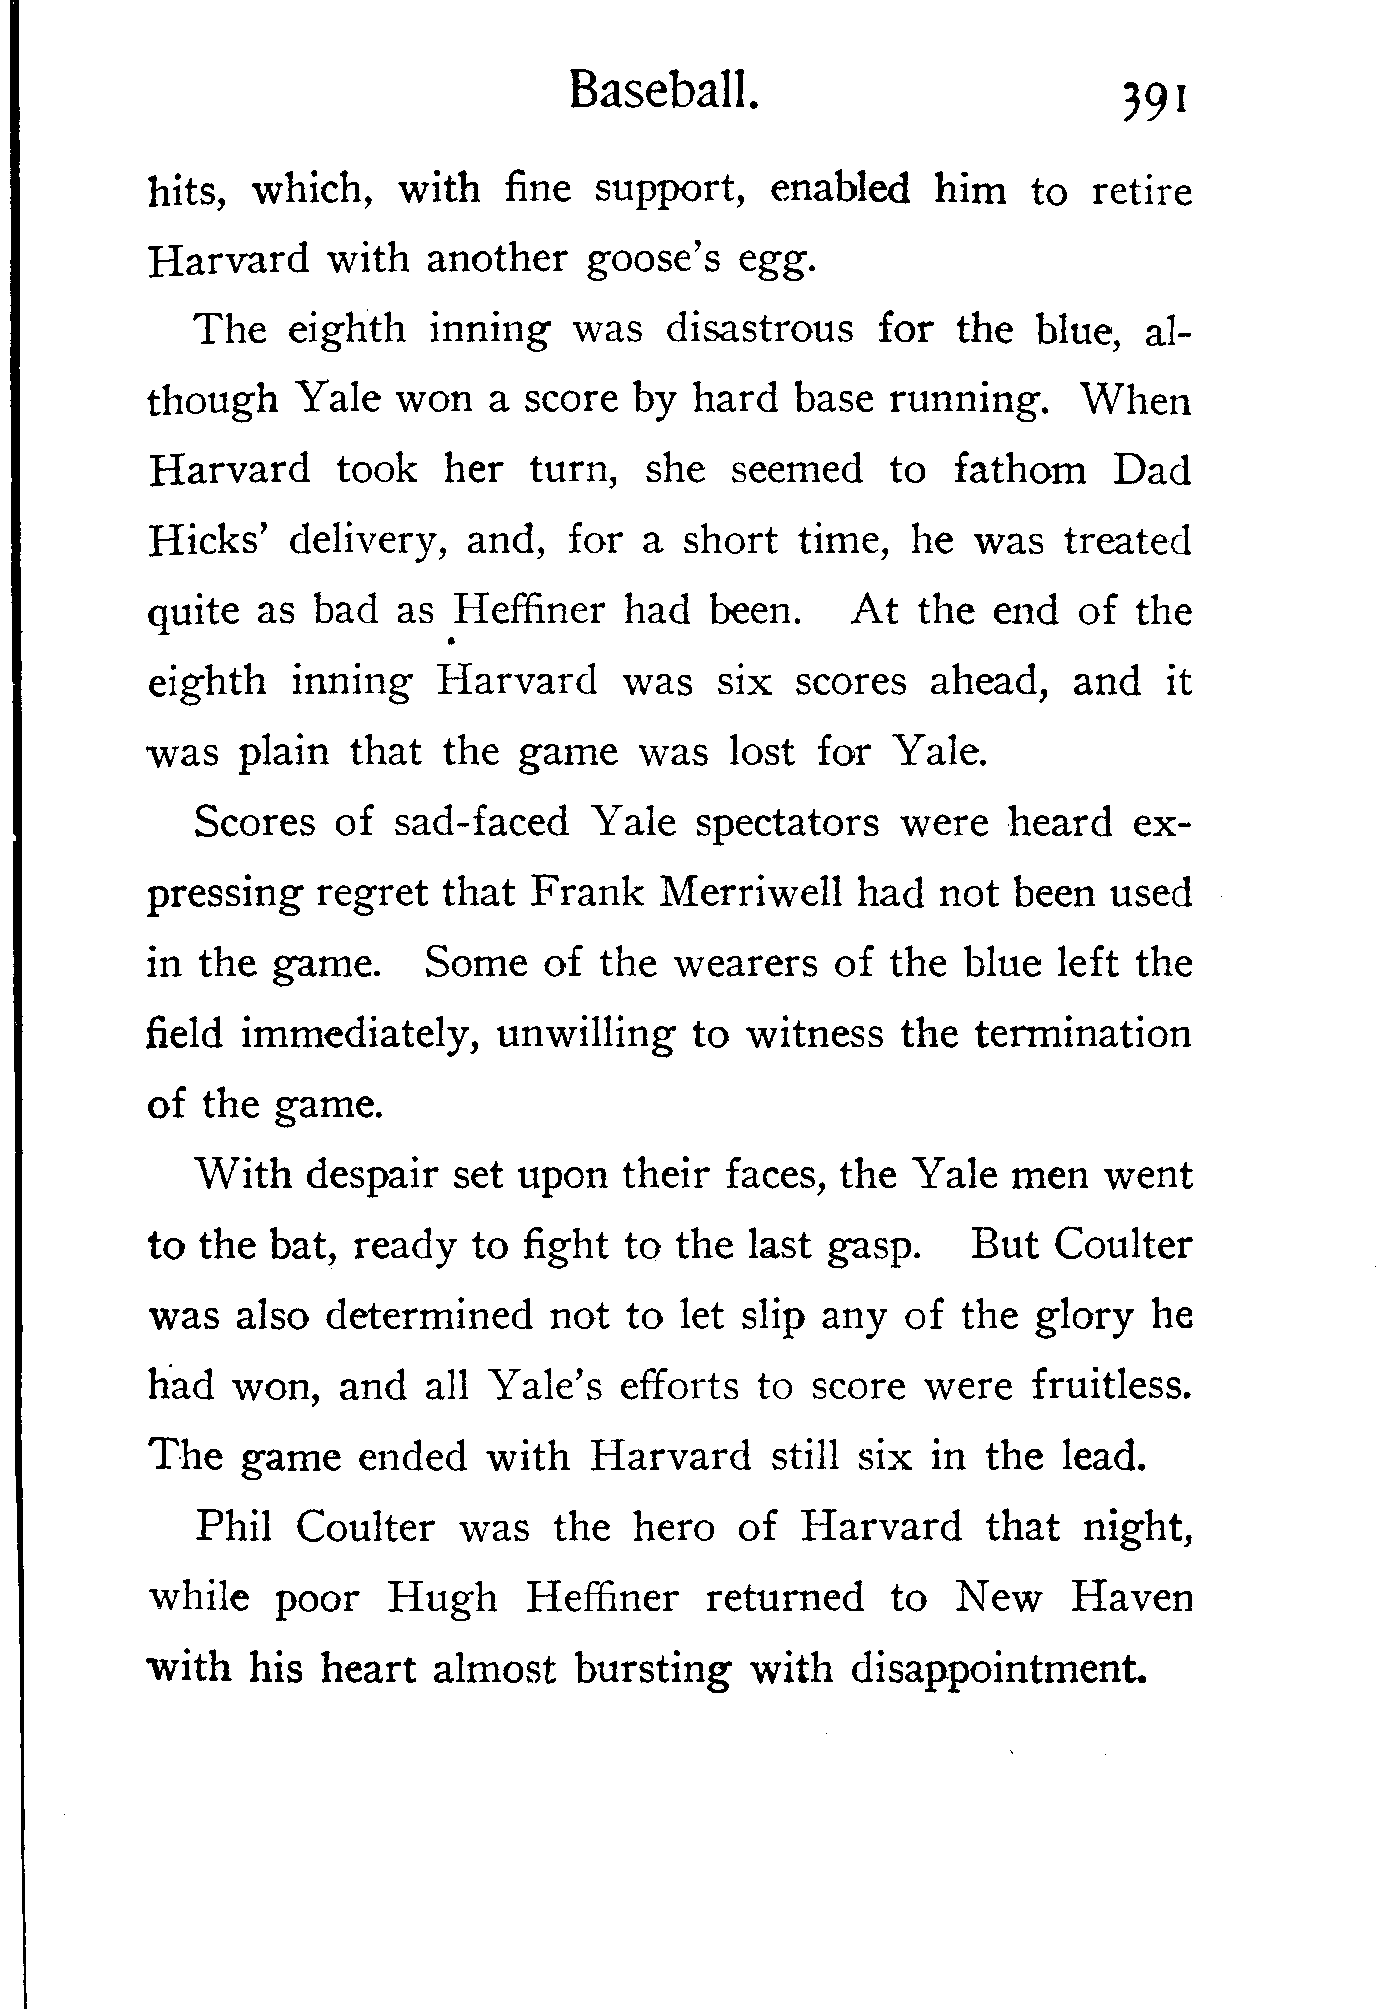 Baseball. 391
hits, which, with fine support, enabled him to retire
Harvard with another goose's egg.
The eighth inning was disastrous for the blue, al-
though Yale won a score by hard base running. When
Harvard took her turn, she seemed to fathom Dad
Hicks' delivery, and, for a short time, he was treated
quite as bad as Heffiner had been. At the end of the
eighth inning Harvard was six scores ahead, and it
was plain that the game was lost for Yale.
Scores of sad-faced Yale spectators were heard ex-
pressing regret that Frank Merriwell had not been used
in the game. Some of the wearers of the blue left the
field immediately, unwilling to witness the termination
of the game.
With despair set upon their faces, the Yale men went
to the bat, ready to fight to the last gasp. But Coulter
was also determined not to let slip any of the glory he
had won, and all Yale's efforts to score were fruitless.
The game ended with Harvard still six in the lead.
Phil Coulter was the hero of Harvard that night,
while poor Hugh Heffiner returned to New Haven
with his heart almost bursting with disappointment.